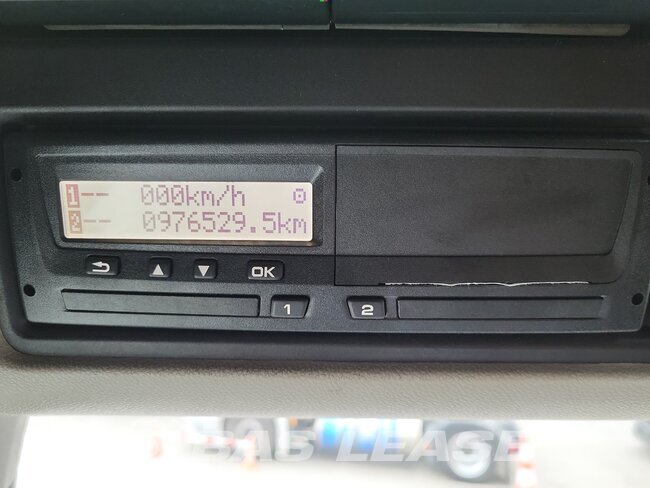 1 -- 000km/h
2 -- 0976529.5km
OK
1 2
BAS LEASE